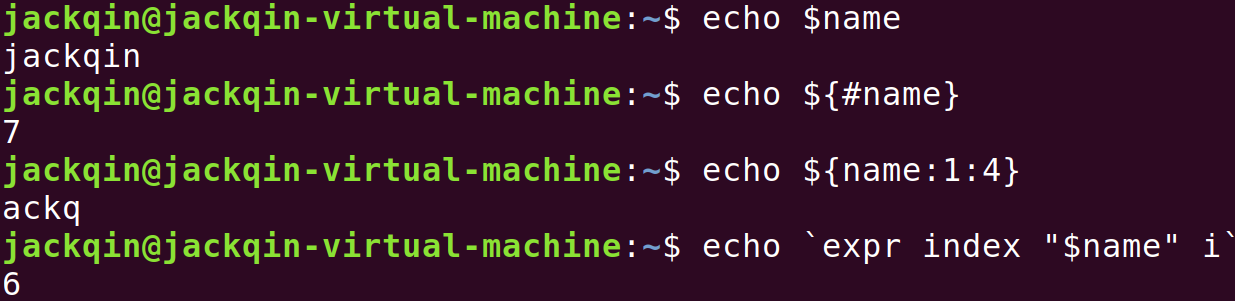 jackqin@jackqin-virtual-machine:~$ echo $name
jackqin
jackqin@jackqin-virtual-machine:~$ echo ${#name}
7
jackqin@jackqin-virtual-machine:~$ echo ${name:1:4}
ackq
jackqin@jackqin-virtual-machine:~$ echo `expr index "$name" i`
6